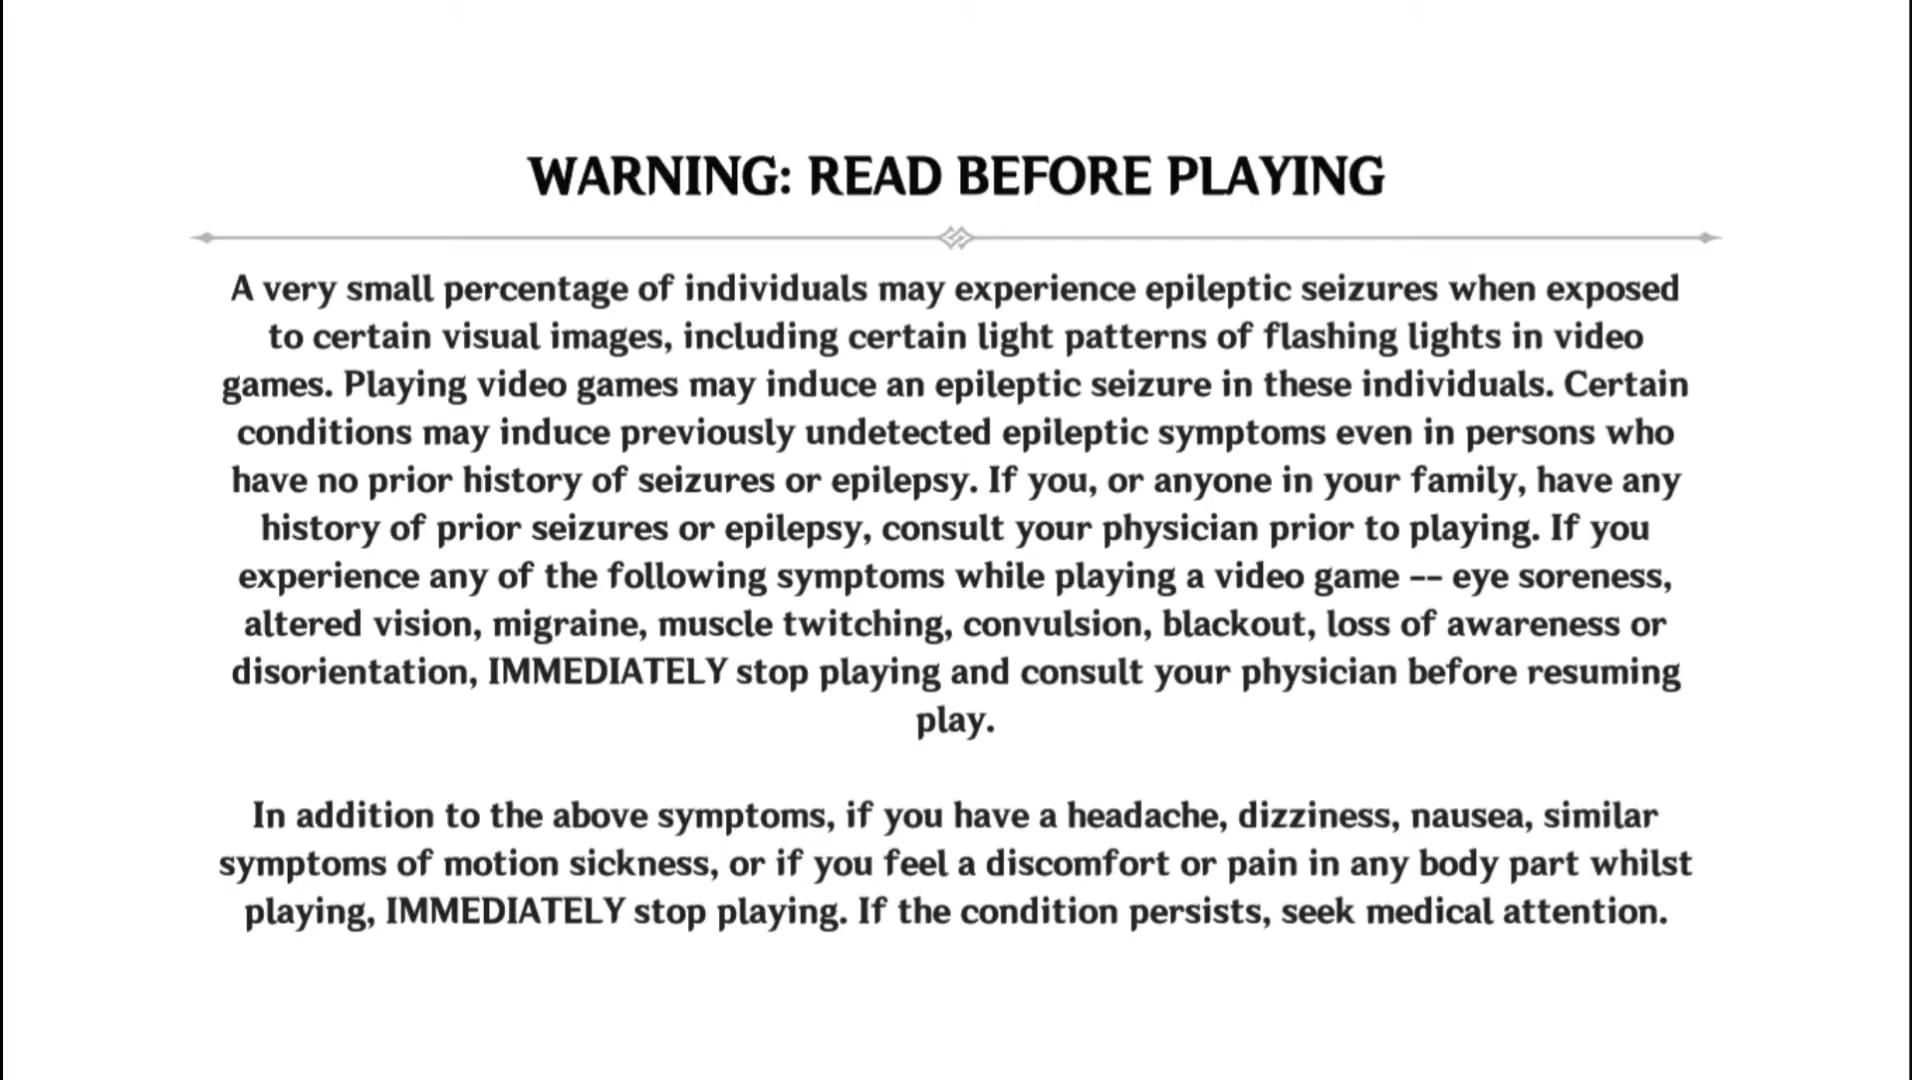 WARNING: READ BEFORE PLAYING
A very small percentage of individuals may experience epileptic seizures when exposed
to certain visual images, including certain light patterns of flashing lights in video
games. Playing video games may induce an epileptic seizure in these individuals. Certain
conditions may induce previously undetected epileptic symptoms even in persons who
have no prior history of seizures or epilepsy. If you, or anyone in your family, have any
history of prior seizures or epilepsy, consult your physician prior to playing. If you
experience any of the following symptoms while playing a video game -- eye soreness,
altered vision, migraine, muscle twitching, convulsion, blackout, loss of awareness or
disorientation, IMMEDIATELY stop playing and consult your physician before resuming
play.
In addition to the above symptoms, if you have a headache, dizziness, nausea, similar
symptoms of motion sickness, or if you feel a discomfort or pain in any body part whilst
playing, IMMEDIATELY stop playing. If the condition persists, seek medical attention.